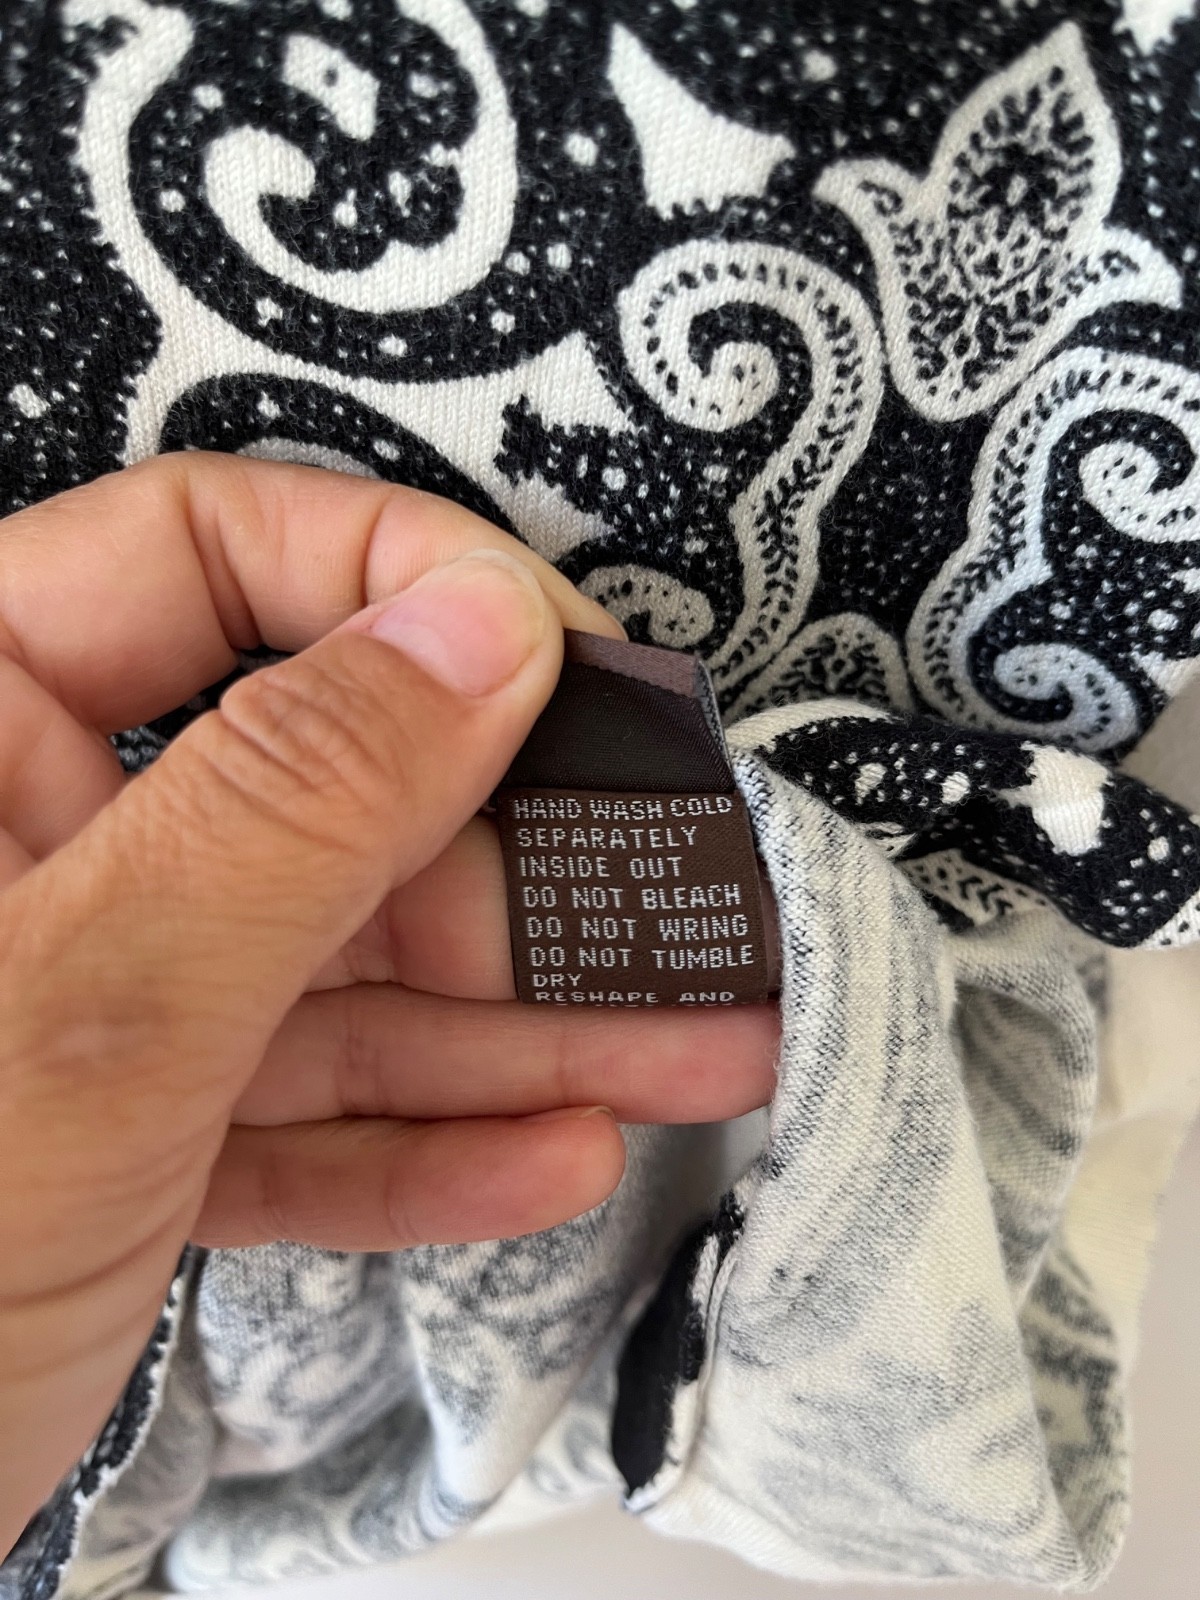 HAND WASH COLD
SEPARATELY
INSIDE OUT
DO NOT BLEACH
DO NOT WRING
DO NOT TUMBLE
DRY
RESHAPE AND